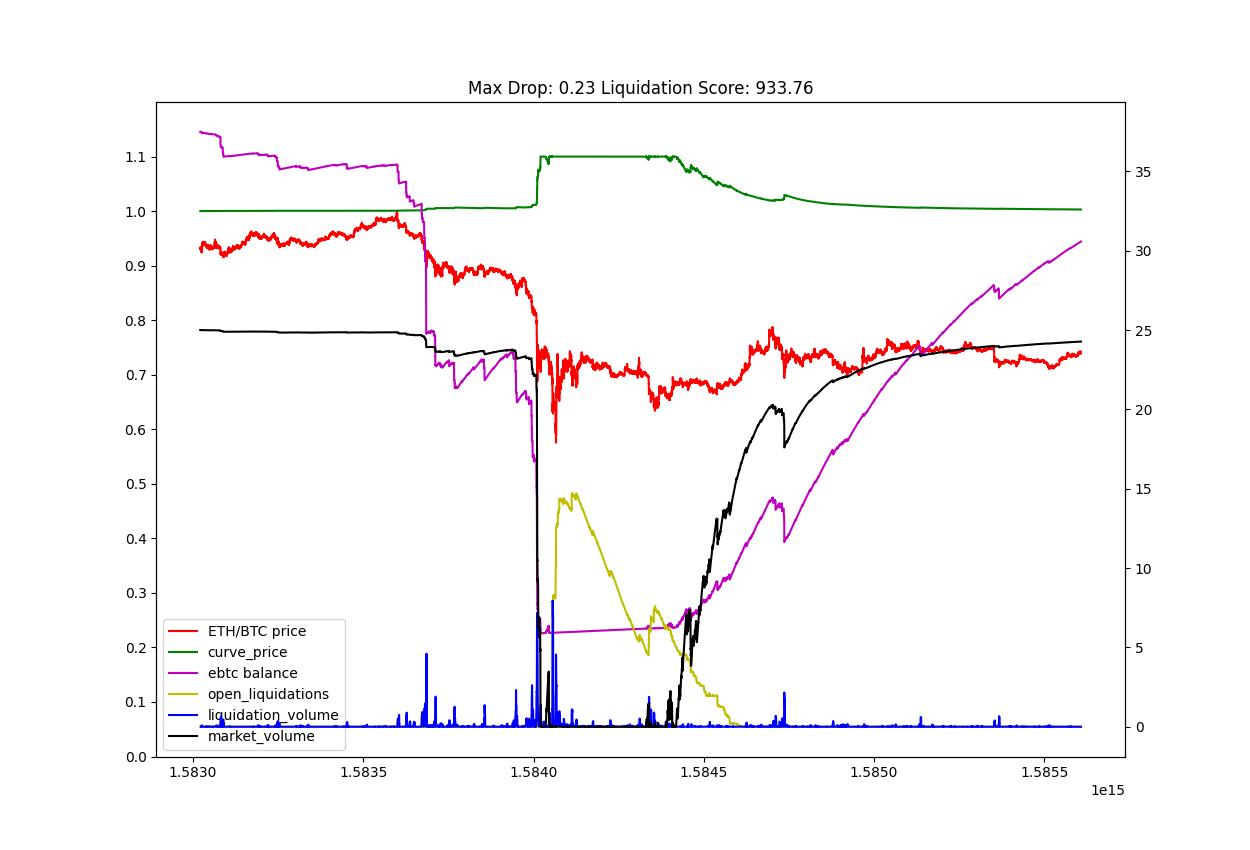 Max Drop: 0.23 Liquidation Score: 933.76
1.1
1.0
0.9
0.8
0.7
0.6
0.5
0.4
0.3
0.2
0.1
0.0
35
30
25
20
15
10
5
0
ETH/BTC price
curve_price
ebtc balance
open_liquidations
liquidation_volume
market_volume
1.5830 1.5835 1.5840 1.5845 1.5850 1.5855
1e15